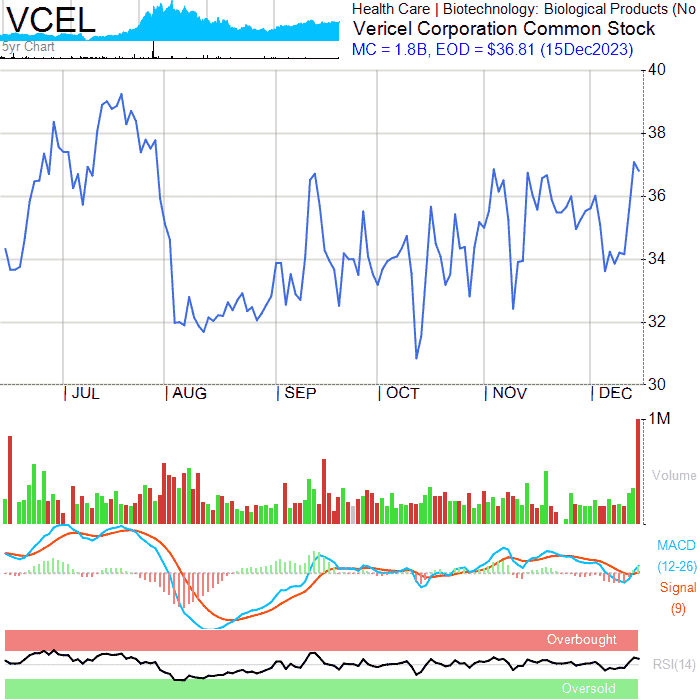 VCEL
5yr Chart
Health Care | Biotechnology: Biological Products (No
Vericel Corporation Common Stock
MC = 1.8B, EOD = $36.81 (15Dec2023)
40
38
36
34
32
30
JUL AUG SEP OCT NOV DEC
1M
Volume
MACD
(12-26)
Signal
(9)
Overbought
RSI(14)
Oversold